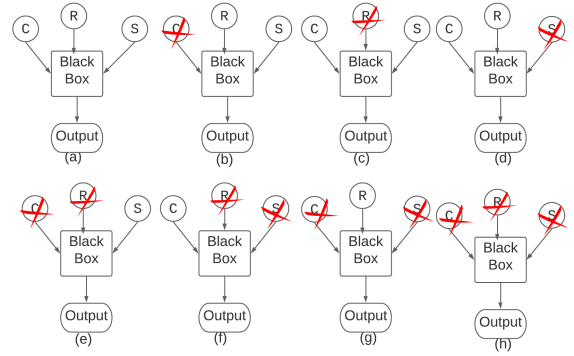 C R S
Black
Box
Output
(a)
C R S
Black
Box
Output
(b)
C R S
Black
Box
Output
(c)
C R S
Black
Box
Output
(d)
C R S
Black
Box
Output
(e)
C R S
Black
Box
Output
(f)
C R S
Black
Box
Output
(g)
C R S
Black
Box
Output
(h)